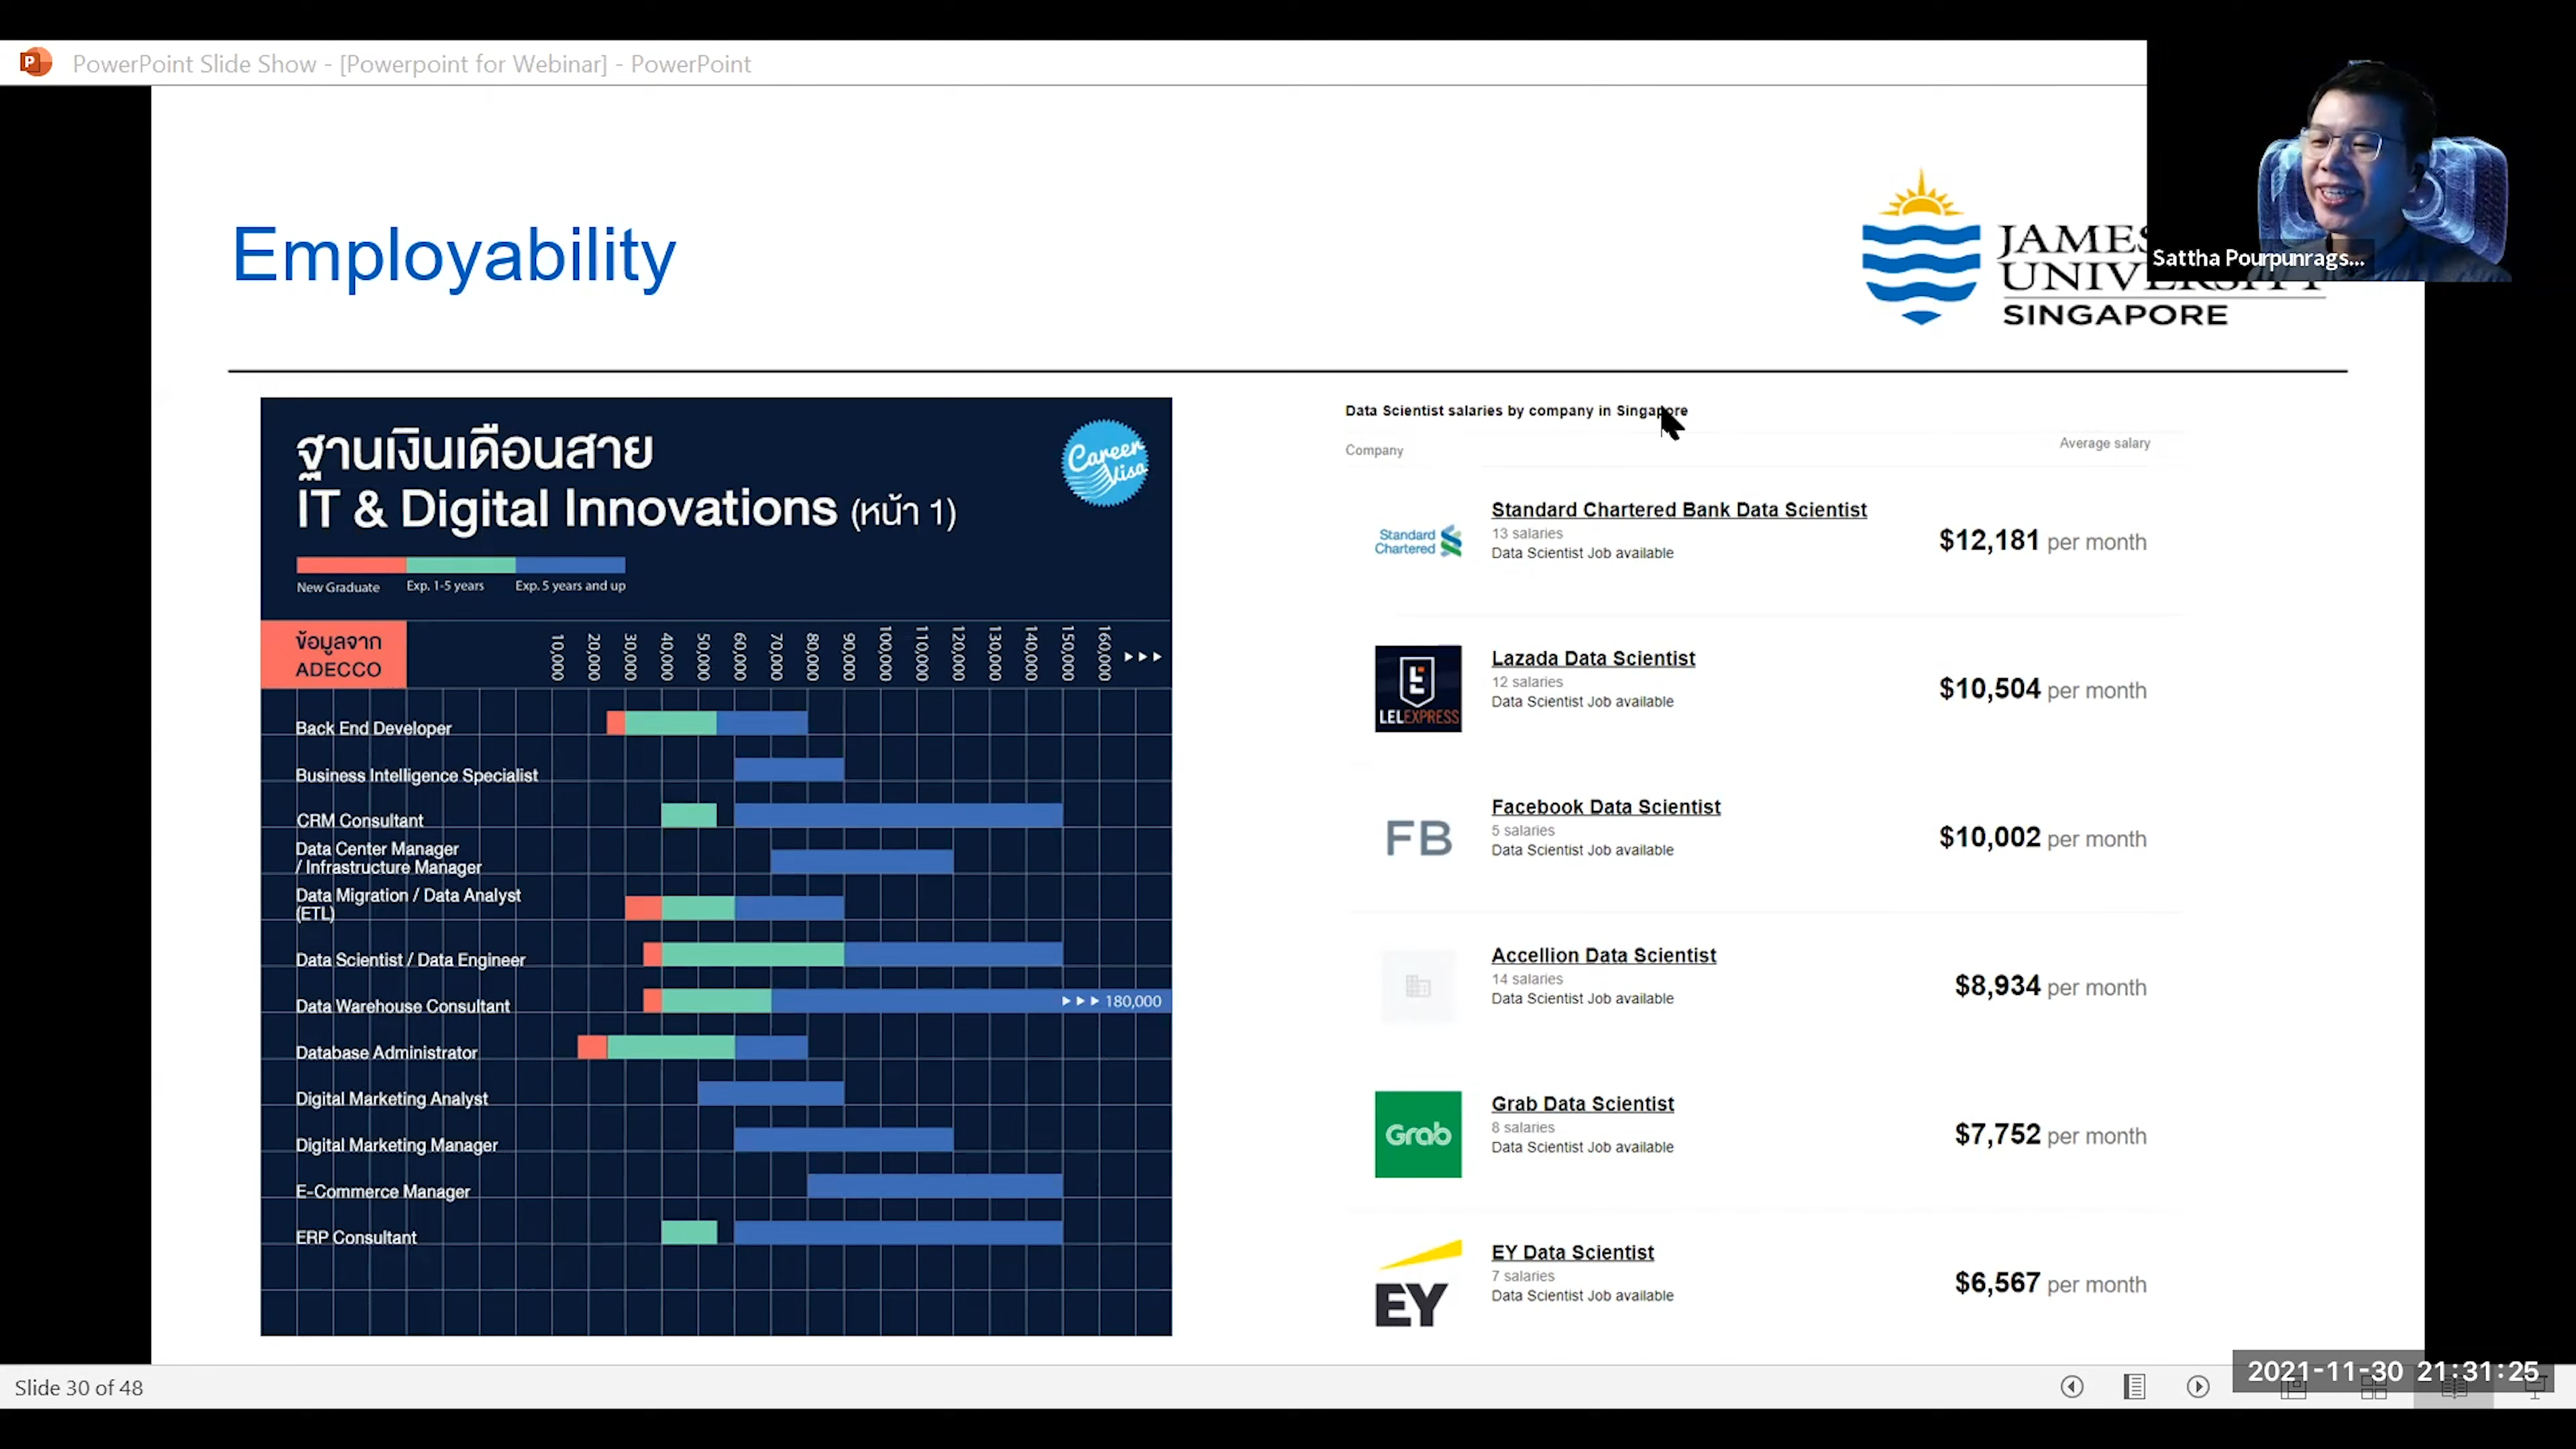 PowerPoint Slide Show - [Powerpoint for Webinar] - PowerPoint
Sattha Pourpunrags...
Employability
JAMES
UNIVERSITY
SINGAPORE
ฐานเงินเดือนสาย
IT & Digital Innovations (หน้า 1)
Career
Visa
New Graduate Exp. 1-5 years Exp. 5 years and up
ข้อมูลจาก
ADECCO
10,000 20,000 30,000 40,000 50,000 60,000 70,000 80,000 90,000 100,000 110,000 120,000 130,000 140,000 150,000 160,000
Back End Developer
Business Intelligence Specialist
CRM Consultant
Data Center Manager
/ Infrastructure Manager
Data Migration / Data Analyst
(ETL)
Data Scientist / Data Engineer
Data Warehouse Consultant
180,000
Database Administrator
Digital Marketing Analyst
Digital Marketing Manager
E-Commerce Manager
ERP Consultant
Data Scientist salaries by company in Singapore
Company Average salary
Standard
Chartered
Standard Chartered Bank Data Scientist
13 salaries
Data Scientist Job available
$12,181 per month
LELEXPRESS
Lazada Data Scientist
12 salaries
Data Scientist Job available
$10,504 per month
FB
Facebook Data Scientist
5 salaries
Data Scientist Job available
$10,002 per month
Accellion Data Scientist
14 salaries
Data Scientist Job available
$8,934 per month
Grab
Grab Data Scientist
8 salaries
Data Scientist Job available
$7,752 per month
EY
EY Data Scientist
7 salaries
Data Scientist Job available
$6,567 per month
Slide 30 of 48
2021-11-30 21:31:25